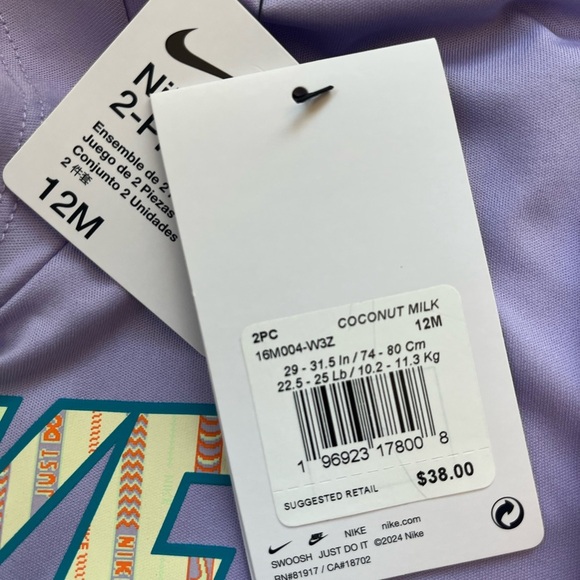 Nik
2-P
Ensemble de 2
Juego de 2 Piezas
Conjunto 2 Unidades
2 件套
12M
2PC COCONUT MILK
16M004-W3Z 12M
29 - 31.5 In / 74 - 80 Cm
22.5 - 25 Lb / 10.2 - 11.3 Kg
1 96923 17800 8
SUGGESTED RETAIL $38.00
NIKE nike.com
SWOOSH JUST DO IT ©2024 Nike
RN#81917 / CA#18702
JUST DO
NIKE